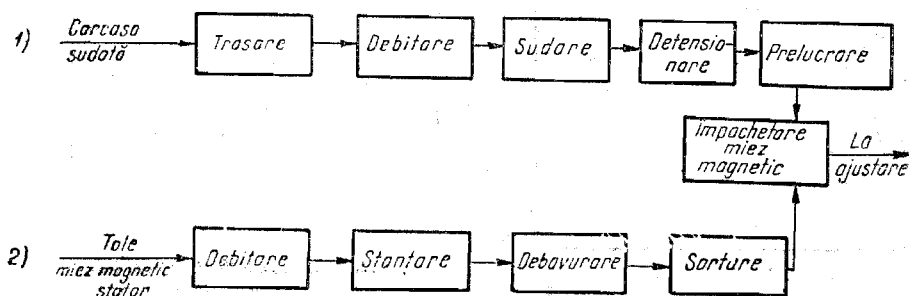 1)
Carcasa
sudată
Trasare
Debitare
Sudare
Detensio-
nare
Prelucrare
Impachetare
miez
magnetic
La
ajustare
2)
Tole
miez magnetic
stator
Debitare
Stantare
Debavurare
Sortare